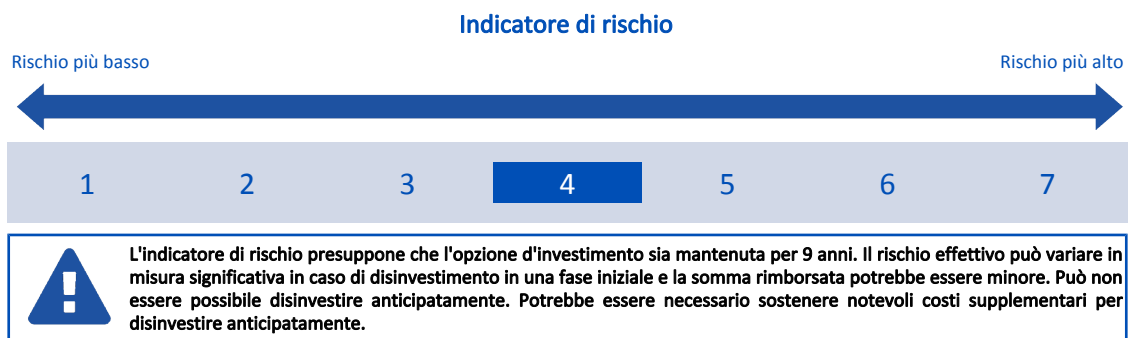 Indicatore di rischio
Rischio più basso
Rischio più alto
1 2 3 4 5 6 7
L'indicatore di rischio presuppone che l'opzione d'investimento sia mantenuta per 9 anni. Il rischio effettivo può variare in
misura significativa in caso di disinvestimento in una fase iniziale e la somma rimborsata potrebbe essere minore. Può non
essere possibile disinvestire anticipatamente. Potrebbe essere necessario sostenere notevoli costi supplementari per
disinvestire anticipatamente.